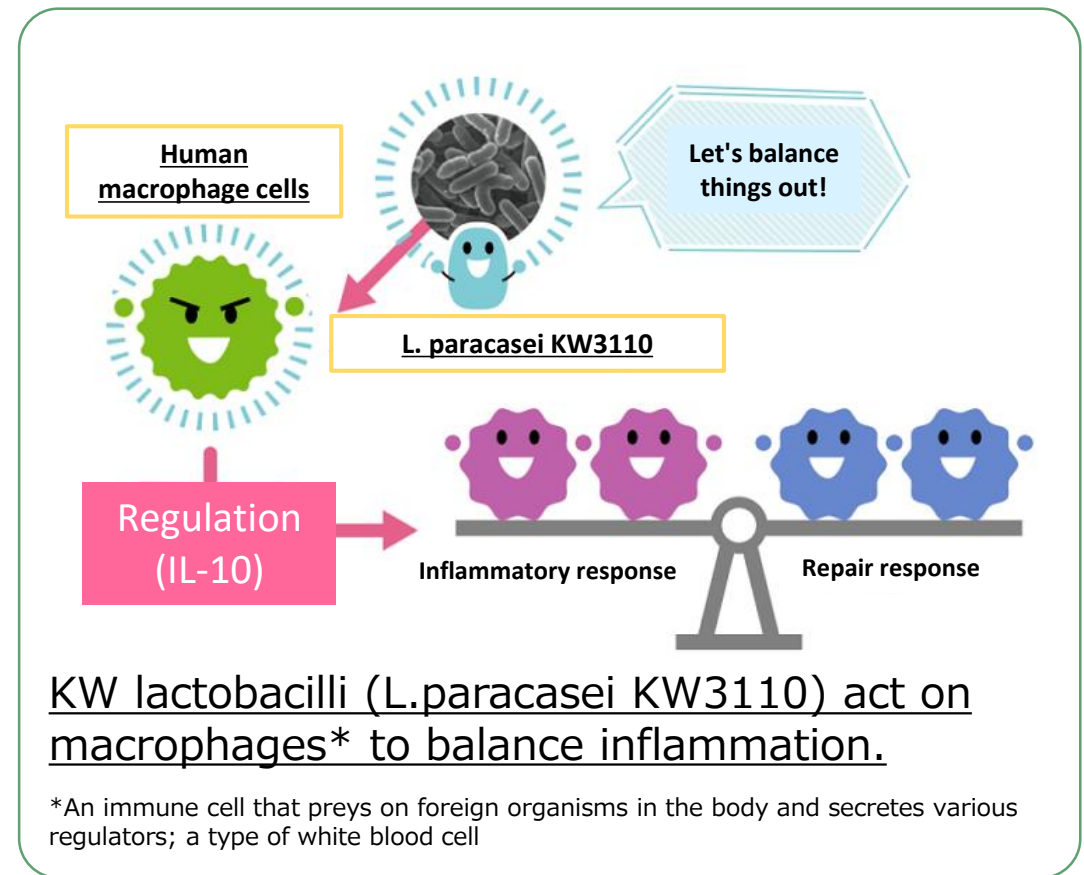 Human
macrophage cells
Let's balance
things out!
L. paracasei KW3110
Regulation
(IL-10)
Inflammatory response
Repair response
KW lactobacilli (L.paracasei KW3110) act on
macrophages* to balance inflammation.
*An immune cell that preys on foreign organisms in the body and secretes various
regulators; a type of white blood cell